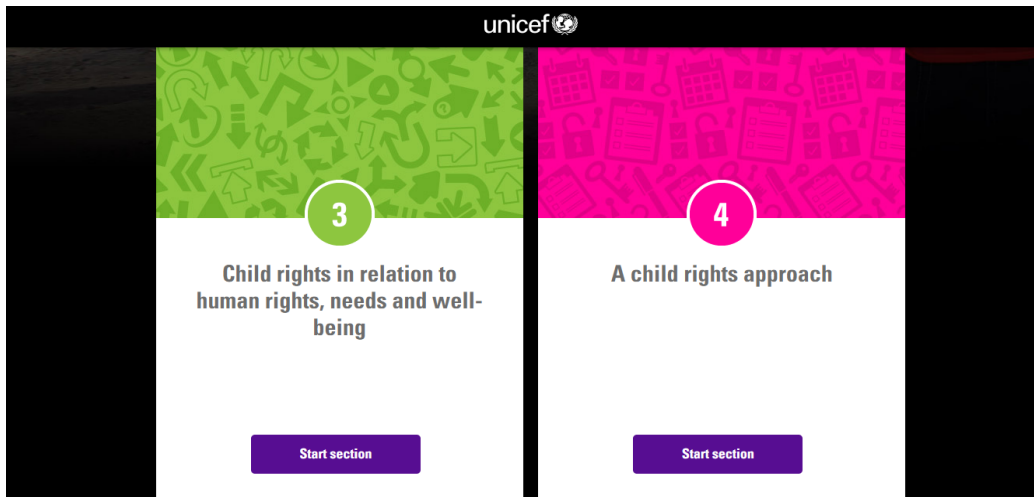 unicef
3
Child rights in relation to
human rights, needs and well-
being
Start section
4
A child rights approach
Start section